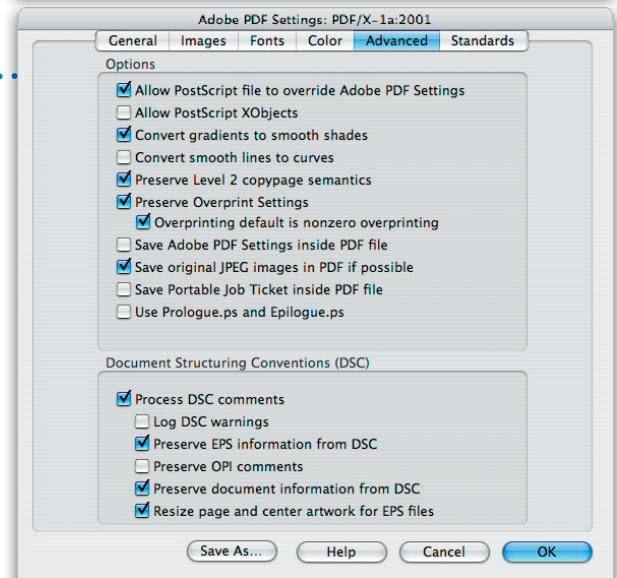 Adobe PDF Settings: PDF/X-1a:2001
General Images Fonts Color Advanced Standards
Options
Allow PostScript file to override Adobe PDF Settings
Allow PostScript XObjects
Convert gradients to smooth shades
Convert smooth lines to curves
Preserve Level 2 copypage semantics
Preserve Overprint Settings
Overprinting default is nonzero overprinting
Save Adobe PDF Settings inside PDF file
Save original JPEG images in PDF if possible
Save Portable Job Ticket inside PDF file
Use Prologue.ps and Epilogue.ps
Document Structuring Conventions (DSC)
Process DSC comments
Log DSC warnings
Preserve EPS information from DSC
Preserve OPI comments
Preserve document information from DSC
Resize page and center artwork for EPS files
Save As... Help Cancel OK